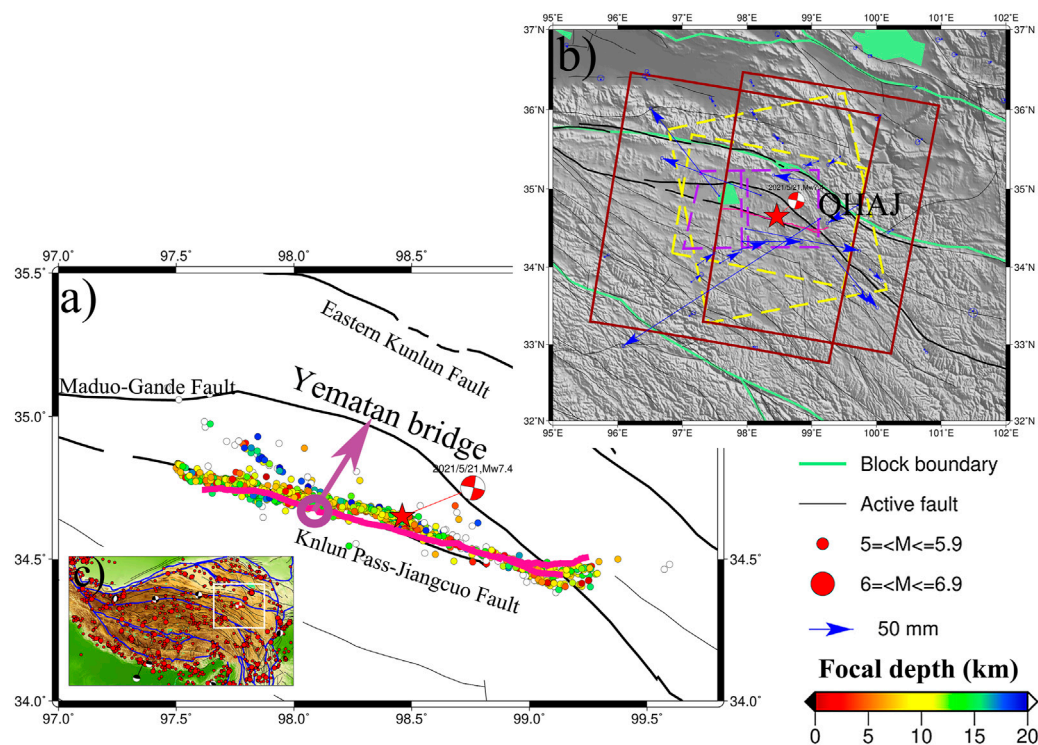 95˚E 96˚E 97˚E 98˚E 99˚E 100˚E 101˚E 102˚E
37˚N 37˚N
b)
36˚N 36˚N
35˚N 35˚N
2021/5/21,Mw7.4
QHAJ
34˚N 34˚N
33˚N 33˚N
32˚N 32˚N
95˚E 96˚E 97˚E 98˚E 99˚E 100˚E 101˚E 102˚E
97.0˚ 97.5˚ 98.0˚ 98.5˚
35.5˚
a)
Eastern Kunlun Fault
Maduo-Gande Fault
Yematan bridge
35.0˚
2021/5/21,Mw7.4
34.5˚ 34.5˚
Knlun Pass-Jiangcuo Fault
c)
34.0˚ 34.0˚
97.0˚ 97.5˚ 98.0˚ 98.5˚ 99.0˚ 99.5˚
Block boundary
Active fault
5=<M<=5.9
6=<M<=6.9
50 mm
Focal depth (km)
0 5 10 15 20